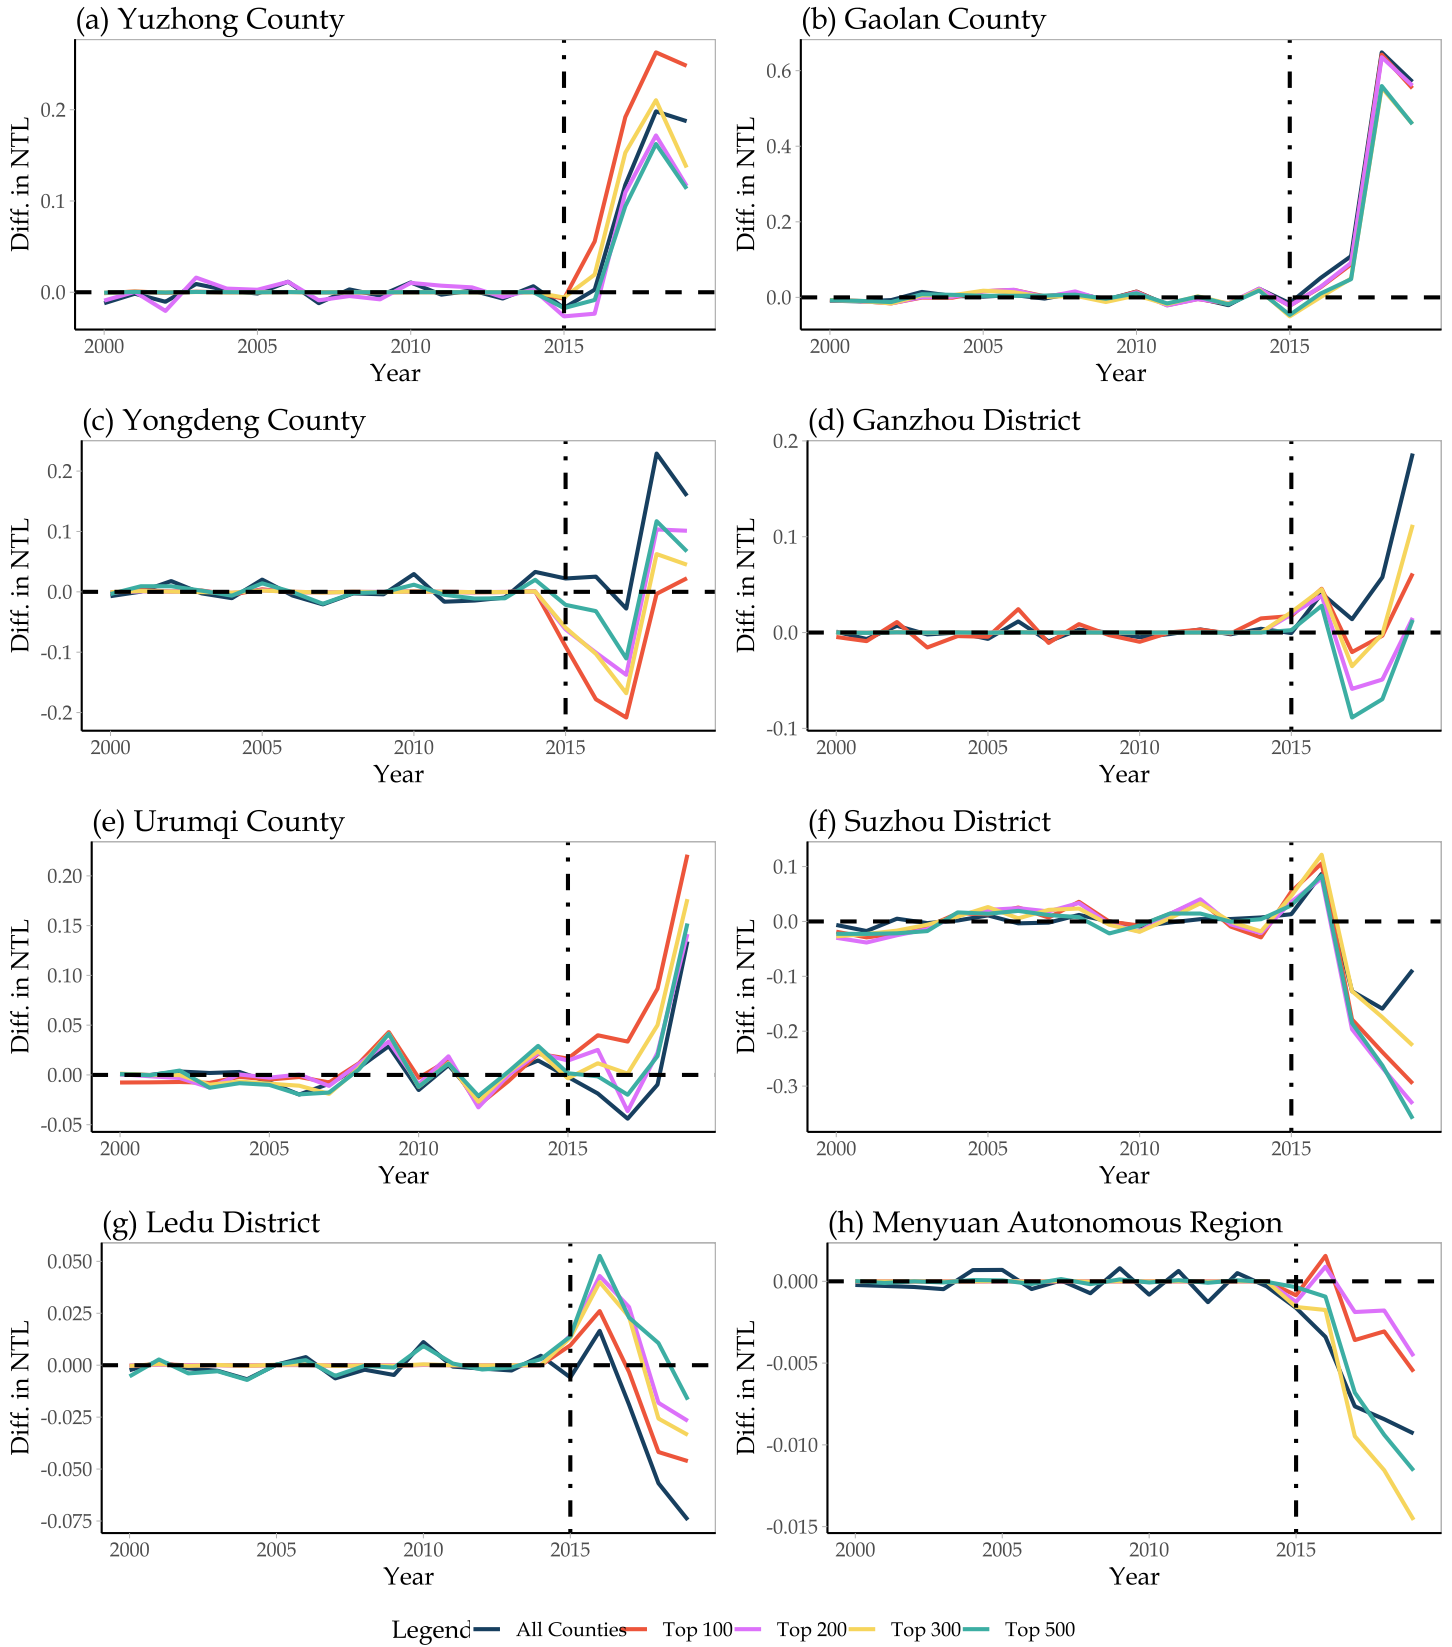 (a) Yuzhong County
0.2
0.1
0.0
Diff. in NTL
2000 2005 2010 2015
Year
(b) Gaolan County
0.6
0.4
0.2
0.0
Diff. in NTL
2000 2005 2010 2015
Year
(c) Yongdeng County
0.2
0.1
0.0
-0.1
-0.2
Diff. in NTL
2000 2005 2010 2015
Year
(d) Ganzhou District
0.2
0.1
0.0
-0.1
Diff. in NTL
2000 2005 2010 2015
Year
(e) Urumqi County
0.20
0.15
0.10
0.05
0.00
-0.05
Diff. in NTL
2000 2005 2010 2015
Year
(f) Suzhou District
0.1
0.0
-0.1
-0.2
-0.3
Diff. in NTL
2000 2005 2010 2015
Year
(g) Ledu District
0.050
0.025
0.000
-0.025
-0.050
-0.075
Diff. in NTL
2000 2005 2010 2015
Year
(h) Menyuan Autonomous Region
0.000
-0.005
-0.010
-0.015
Diff. in NTL
2000 2005 2010 2015
Year
Legend All Counties Top 100 Top 200 Top 300 Top 500